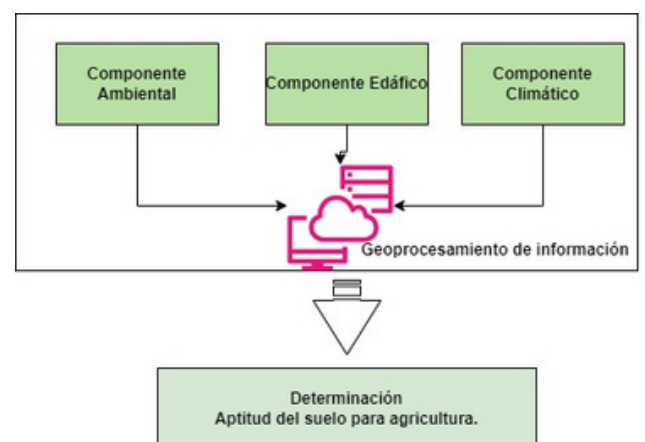 Componente
Ambiental
Componente Edáfico
Componente
Climático
Geoprocesamiento de información
Determinación
Aptitud del suelo para agricultura.